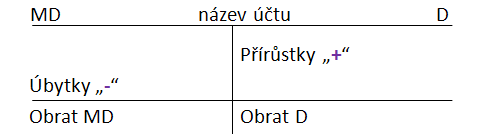 MD název účtu D
Přírůstky „+“
Úbytky „-“
Obrat MD Obrat D